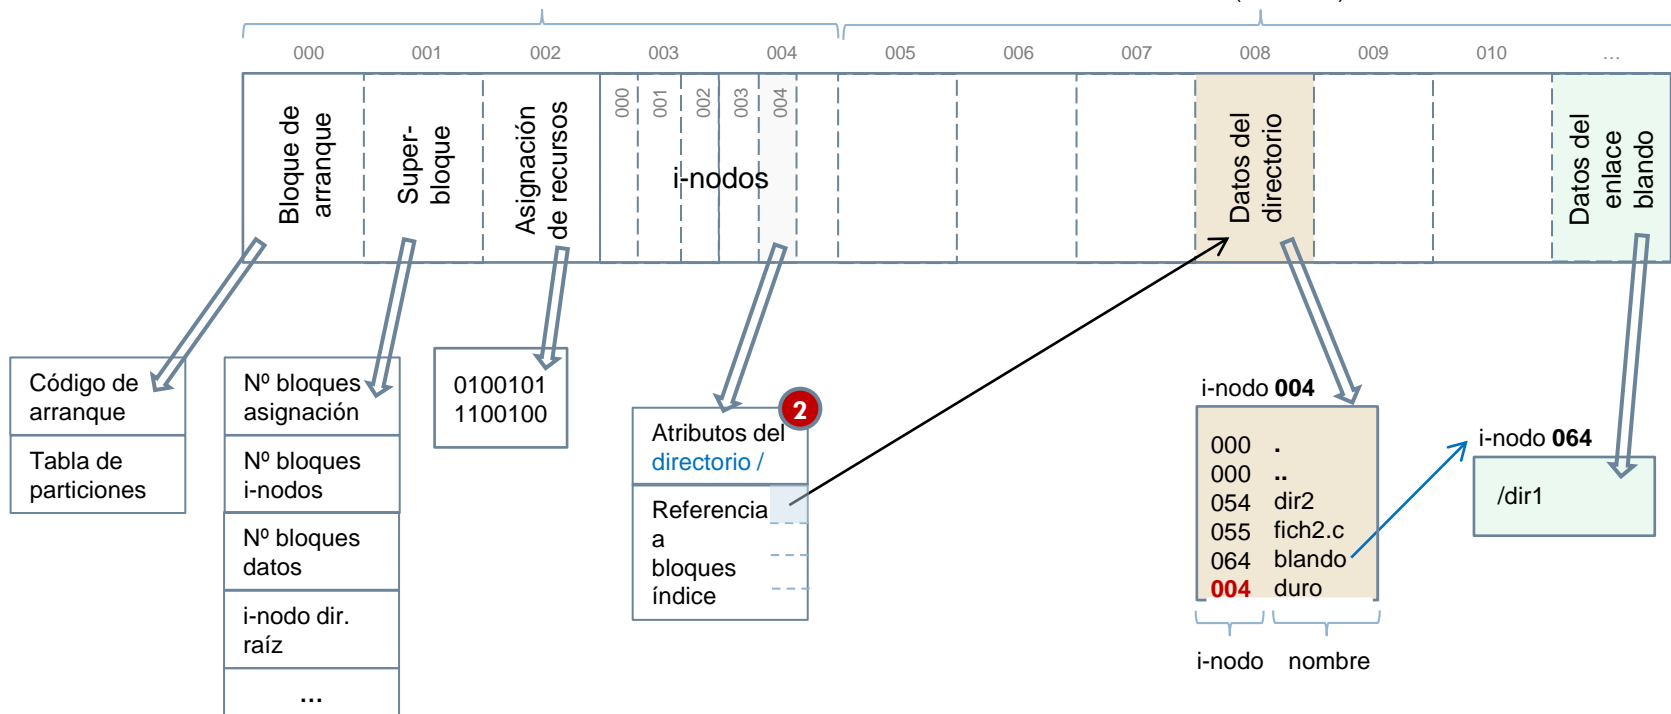 000 001 002 003 004 005 006 007 008 009 010 ...
000
001
002
003
004
Bloque de
arranque
Super-
bloque
Asignación
de recursos
i-nodos
Datos del
directorio
Datos del
enlace
blando
Código de
arranque
Tabla de
particiones
Nº bloques
asignación
Nº bloques
i-nodos
Nº bloques
datos
i-nodo dir.
raíz
...
0100101
1100100
2
Atributos del
directorio /
Referencia
a
bloques
índice
i-nodo 004
000 .
000 ..
054 dir2
055 fich2.c
064 blando
004 duro
i-nodo nombre
i-nodo 064
/dir1